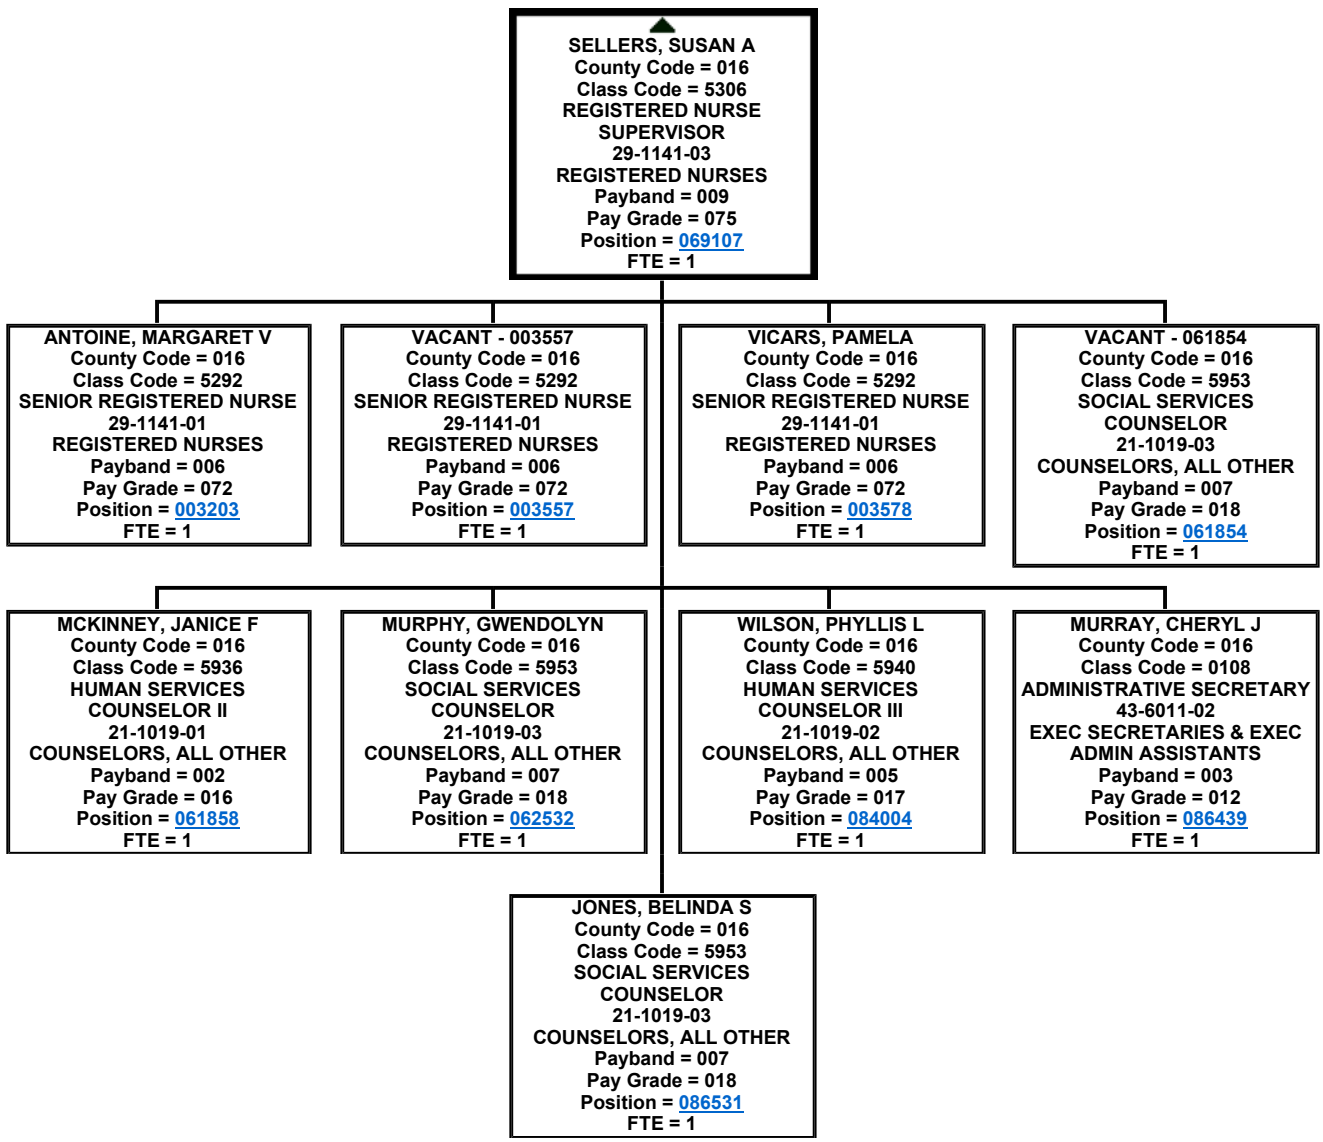 SELLERS, SUSAN A
County Code = 016
Class Code = 5306
REGISTERED NURSE
SUPERVISOR
29-1141-03
REGISTERED NURSES
Payband = 009
Pay Grade = 075
Position = 069107
FTE = 1
ANTOINE, MARGARET V
County Code = 016
Class Code = 5292
SENIOR REGISTERED NURSE
29-1141-01
REGISTERED NURSES
Payband = 006
Pay Grade = 072
Position = 003203
FTE = 1
VACANT - 003557
County Code = 016
Class Code = 5292
SENIOR REGISTERED NURSE
29-1141-01
REGISTERED NURSES
Payband = 006
Pay Grade = 072
Position = 003557
FTE = 1
VICARS, PAMELA
County Code = 016
Class Code = 5292
SENIOR REGISTERED NURSE
29-1141-01
REGISTERED NURSES
Payband = 006
Pay Grade = 072
Position = 003578
FTE = 1
VACANT - 061854
County Code = 016
Class Code = 5953
SOCIAL SERVICES
COUNSELOR
21-1019-03
COUNSELORS, ALL OTHER
Payband = 007
Pay Grade = 018
Position = 061854
FTE = 1
MCKINNEY, JANICE F
County Code = 016
Class Code = 5936
HUMAN SERVICES
COUNSELOR II
21-1019-01
COUNSELORS, ALL OTHER
Payband = 002
Pay Grade = 016
Position = 061858
FTE = 1
MURPHY, GWENDOLYN
County Code = 016
Class Code = 5953
SOCIAL SERVICES
COUNSELOR
21-1019-03
COUNSELORS, ALL OTHER
Payband = 007
Pay Grade = 018
Position = 062532
FTE = 1
WILSON, PHYLLIS L
County Code = 016
Class Code = 5940
HUMAN SERVICES
COUNSELOR III
21-1019-02
COUNSELORS, ALL OTHER
Payband = 005
Pay Grade = 017
Position = 084004
FTE = 1
MURRAY, CHERYL J
County Code = 016
Class Code = 0108
ADMINISTRATIVE SECRETARY
43-6011-02
EXEC SECRETARIES & EXEC
ADMIN ASSISTANTS
Payband = 003
Pay Grade = 012
Position = 086439
FTE = 1
JONES, BELINDA S
County Code = 016
Class Code = 5953
SOCIAL SERVICES
COUNSELOR
21-1019-03
COUNSELORS, ALL OTHER
Payband = 007
Pay Grade = 018
Position = 086531
FTE = 1